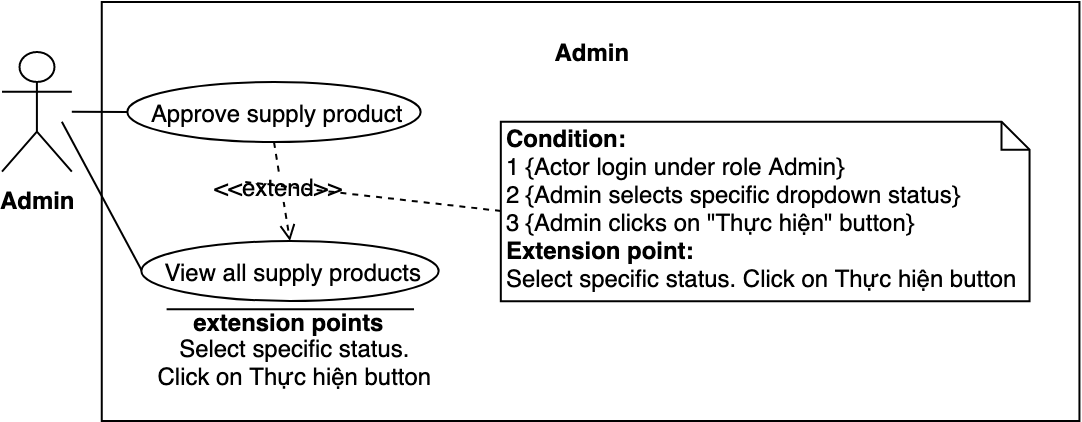 Admin
Admin
Approve supply product
<<extend>>
View all supply products
extension points
Select specific status.
Click on Thực hiện button
Condition:
1 {Actor login under role Admin}
2 {Admin selects specific dropdown status}
3 {Admin clicks on "Thực hiện" button}
Extension point:
Select specific status. Click on Thực hiện button